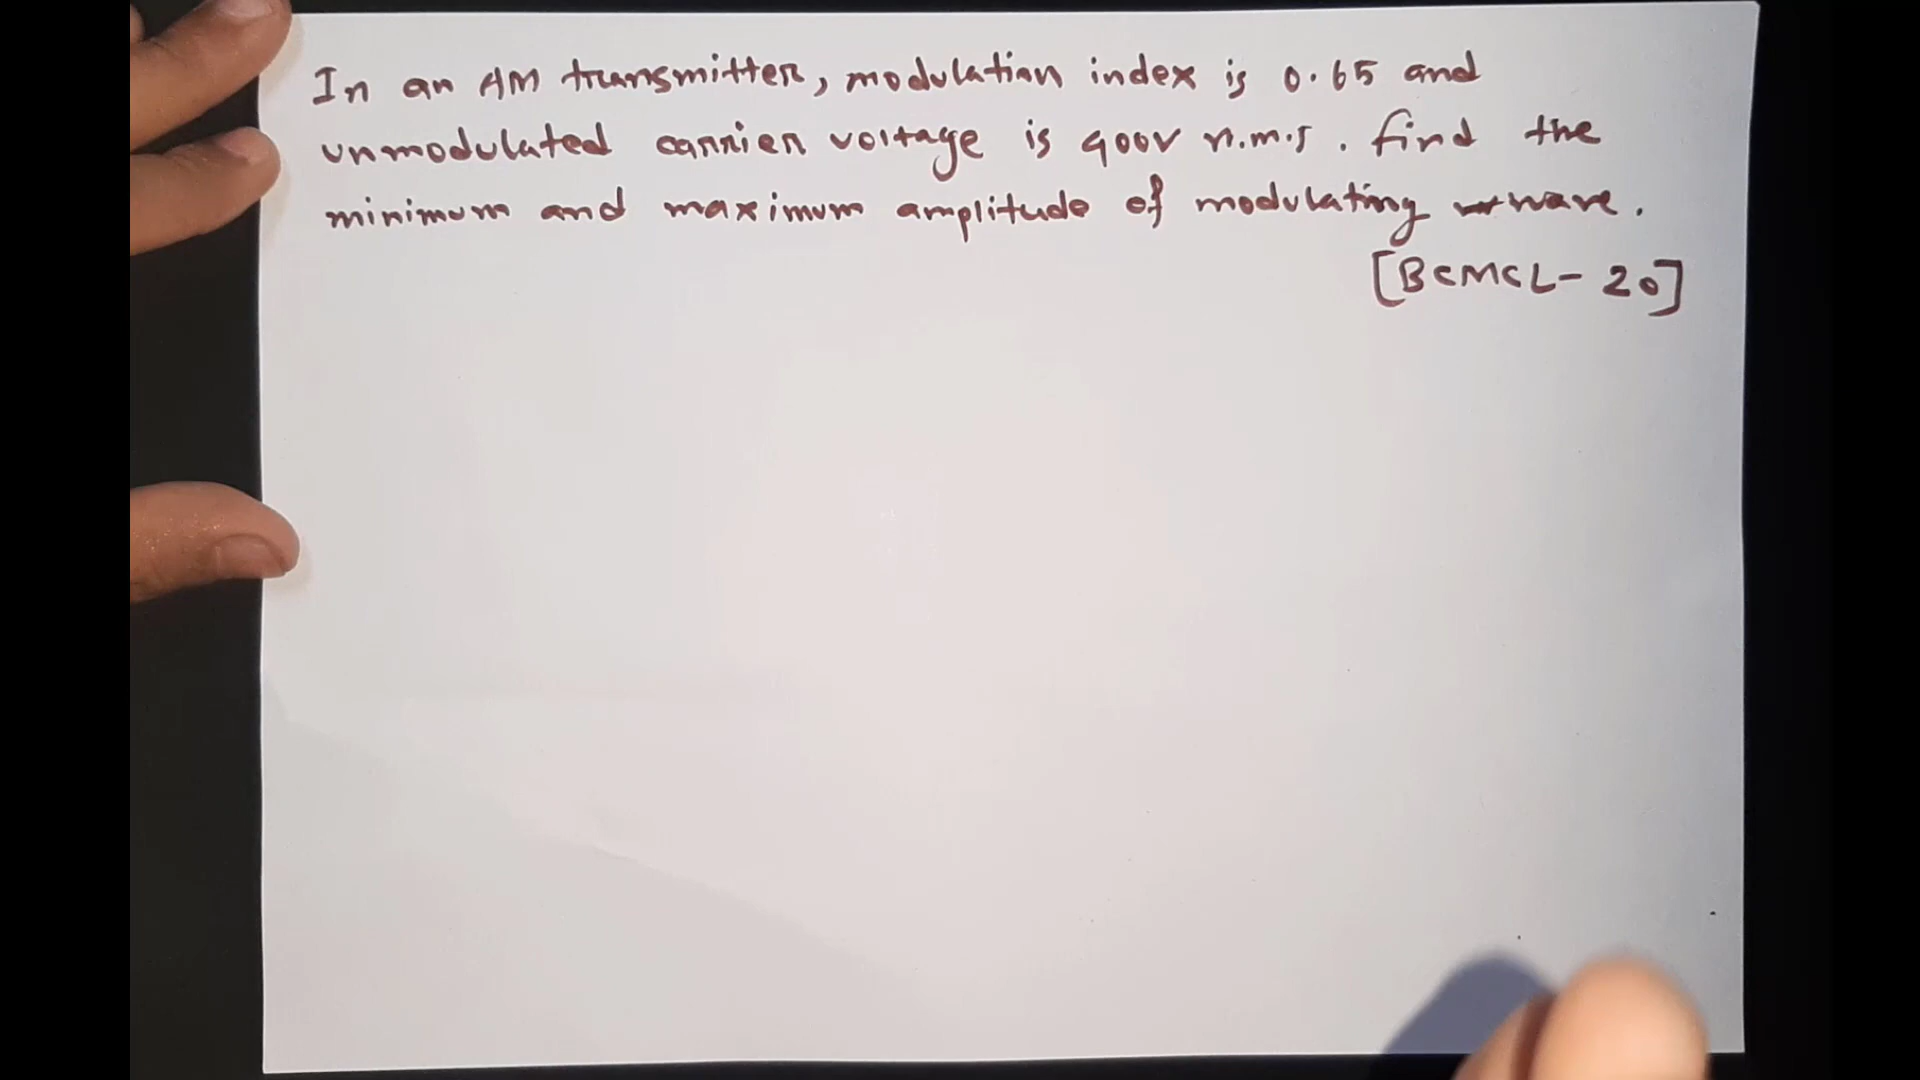 In an AM transmitter, modulation index is 0.65 and
unmodulated carrier voltage is 900V r.m.s. find the
minimum and maximum amplitude of modulating wave.
[BCMCL- 20]